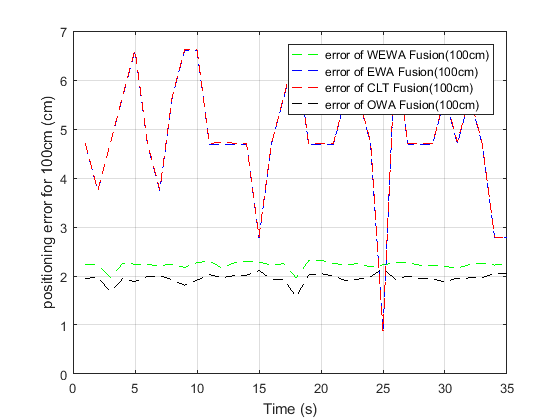 7
6
5
4
3
2
1
0
positioning error for 100cm (cm)
error of WEWA Fusion(100cm)
error of EWA Fusion(100cm)
error of CLT Fusion(100cm)
error of OWA Fusion(100cm)
0 5 10 15 20 25 30 35
Time (s)